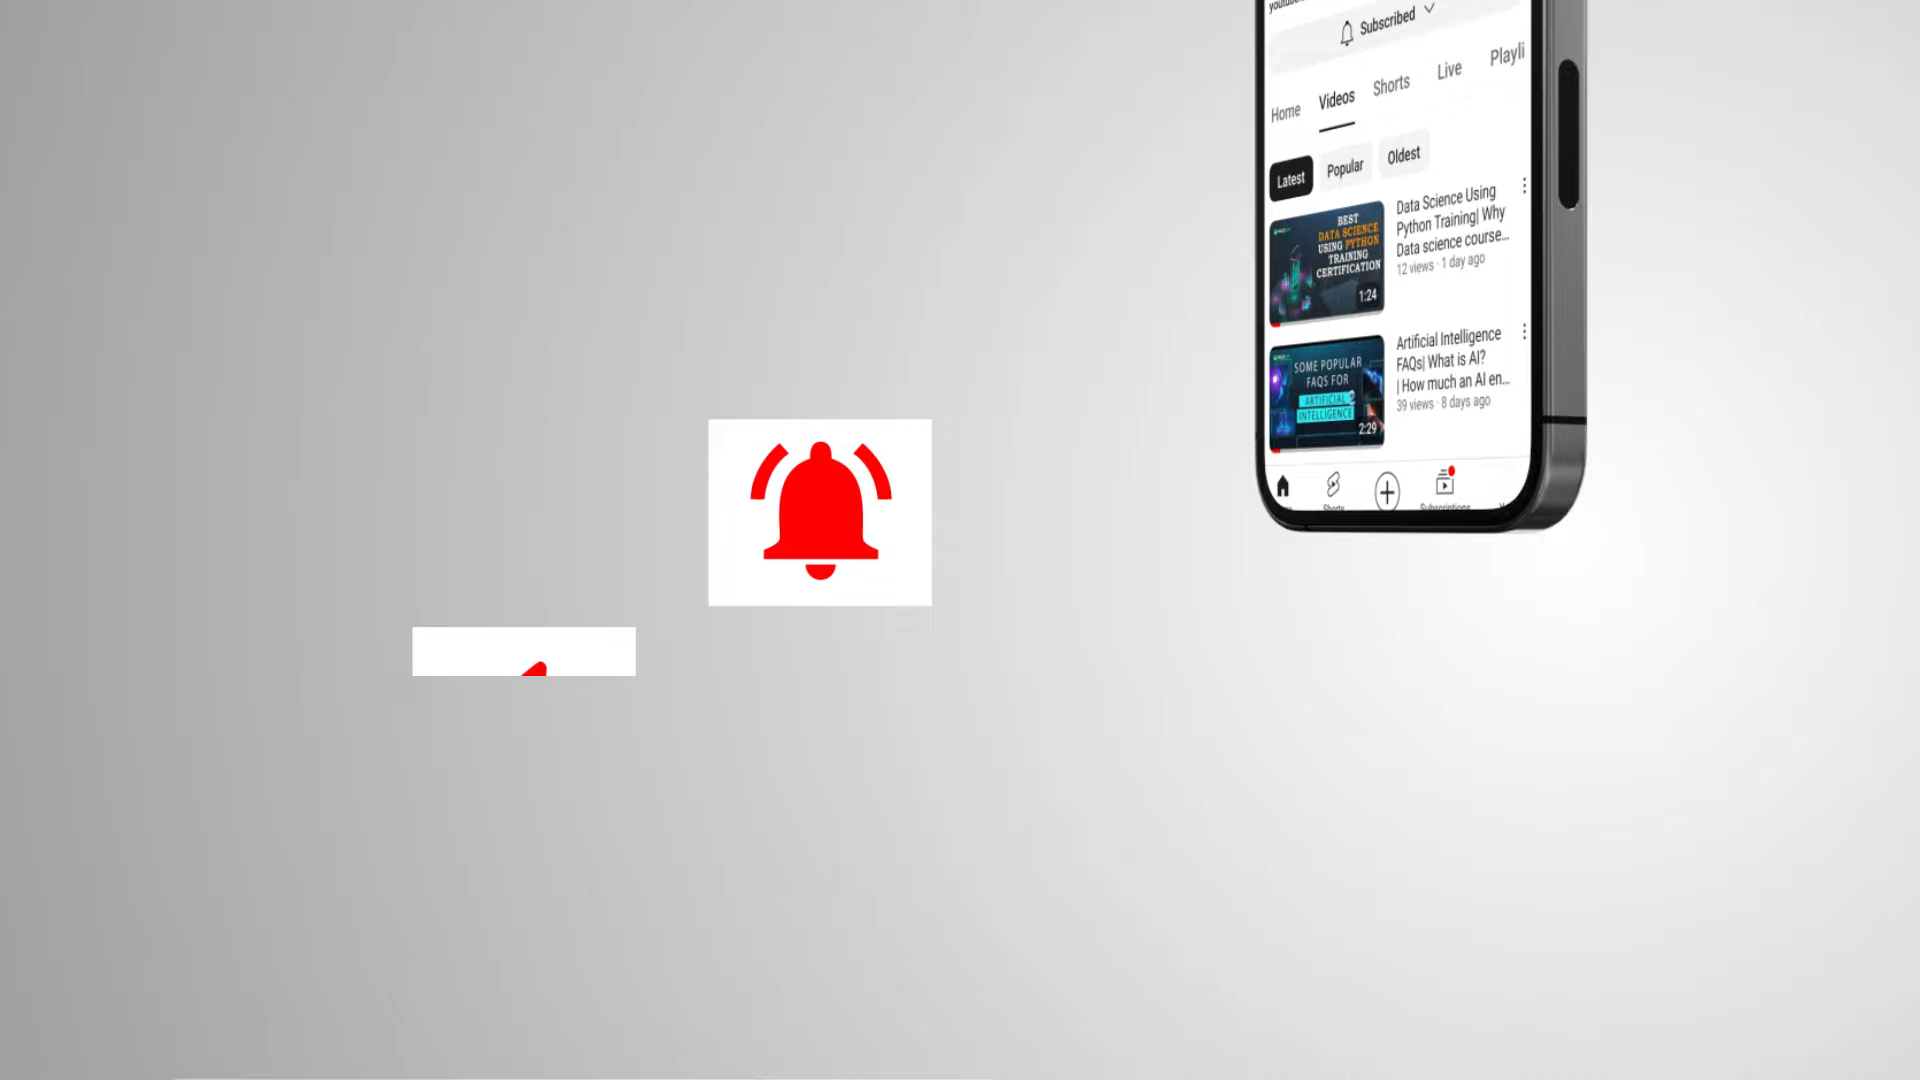 Subscribed
Home Videos Shorts Live Playli
Latest Popular Oldest
BEST
DATA SCIENCE
USING PYTHON
TRAINING
CERTIFICATION
1:24
Data Science Using
Python Training| Why
Data science course...
12 views · 1 day ago
SOME POPULAR
FAQS FOR
ARTIFICIAL
INTELLIGENCE
2:29
Artificial Intelligence
FAQs| What is AI?
| How much an AI en...
39 views · 8 days ago
Shorts Subscriptions